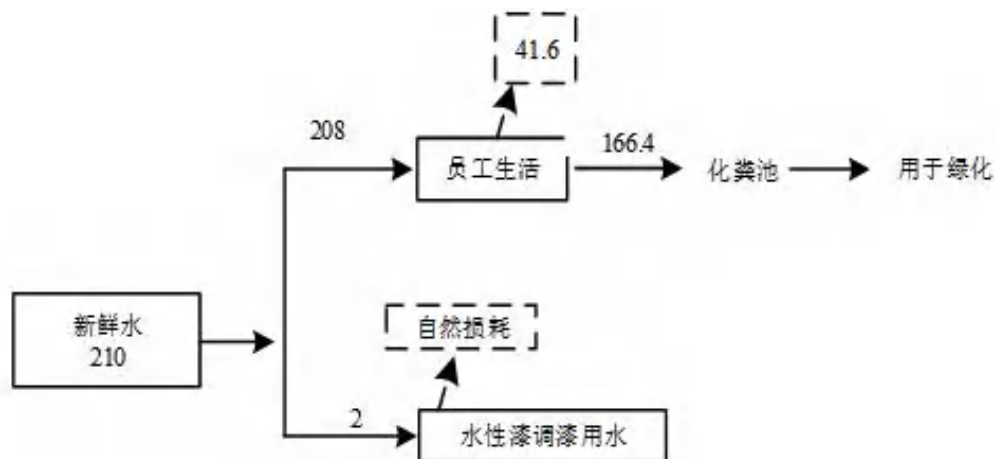 41.6
208
员工生活
166.4
化粪池
用于绿化
新鲜水
210
自然损耗
2
水性漆调漆用水